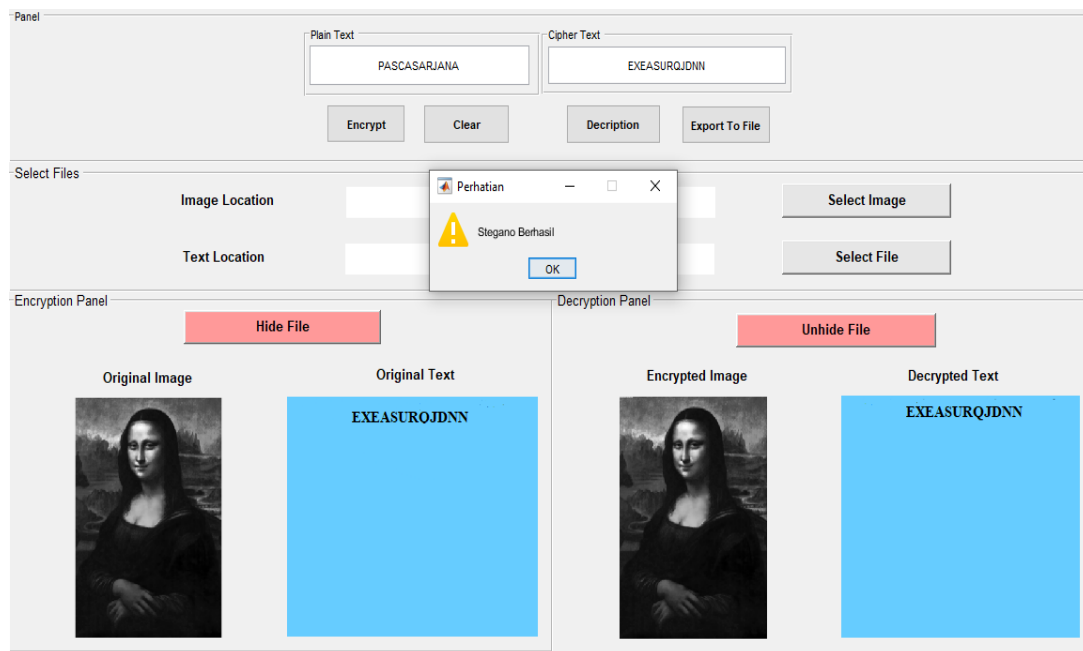 Panel
Plain Text
Cipher Text
PASCASARJANA
EXEASURQJDNN
Encrypt
Clear
Decription
Export To File
Select Files
Image Location
Select Image
Text Location
Select File
Perhatian
Stegano Berhasil
OK
Encryption Panel
Hide File
Original Image
Original Text
EXEASURQJDNN
Decryption Panel
Unhide File
Encrypted Image
Decrypted Text
EXEASURQJDNN